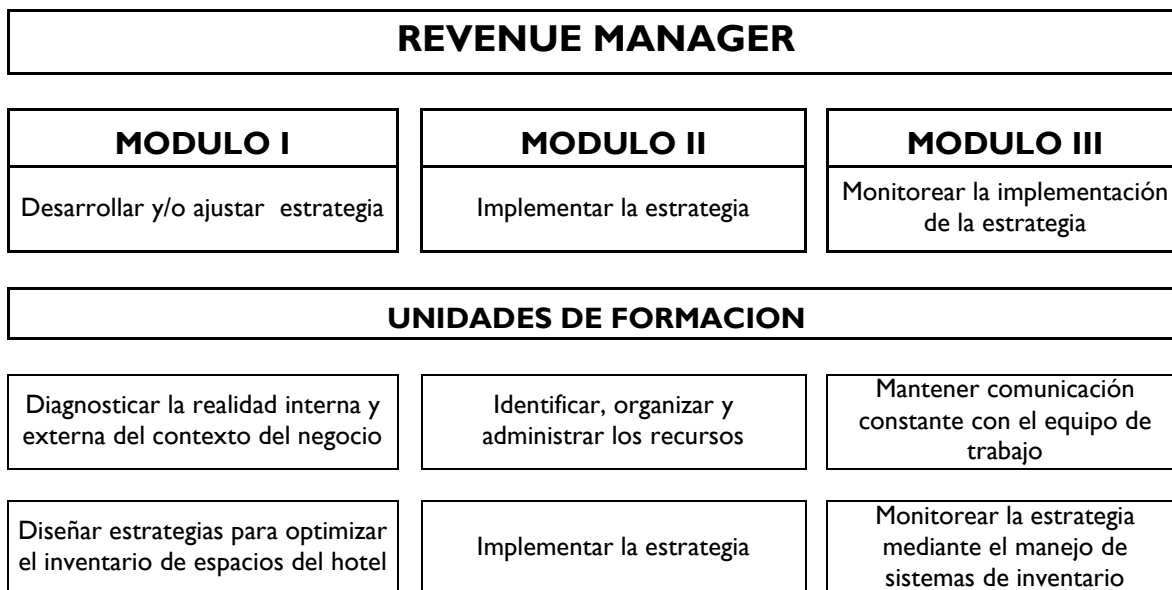 REVENUE MANAGER
MODULO I
Desarrollar y/o ajustar estrategia
MODULO II
Implementar la estrategia
MODULO III
Monitorear la implementación
de la estrategia
UNIDADES DE FORMACION
Diagnosticar la realidad interna y
externa del contexto del negocio
Identificar, organizar y
administrar los recursos
Mantener comunicación
constante con el equipo de
trabajo
Diseñar estrategias para optimizar
el inventario de espacios del hotel
Implementar la estrategia
Monitorear la estrategia
mediante el manejo de
sistemas de inventario